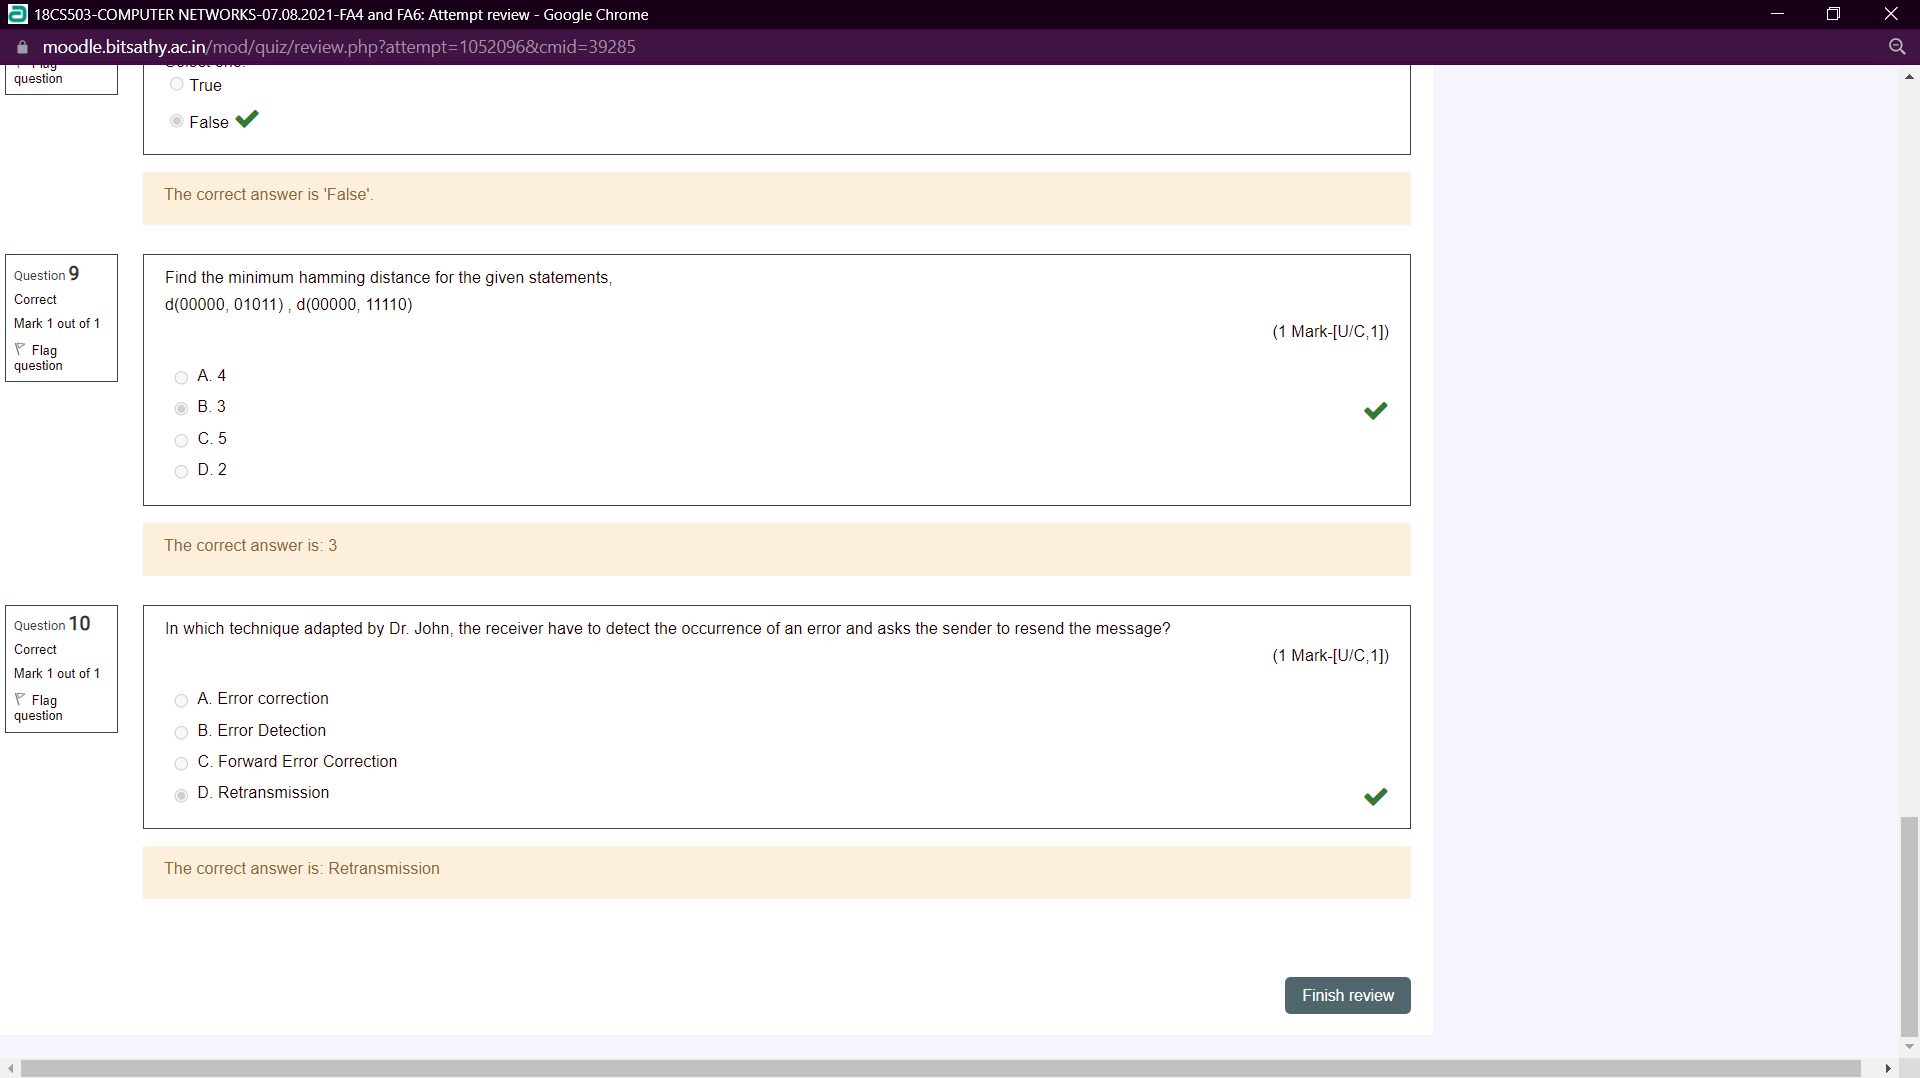 18CS503-COMPUTER NETWORKS-07.08.2021-FA4 and FA6: Attempt review - Google Chrome
moodle.bitsathy.ac.in/mod/quiz/review.php?attempt=1052096&cmid=39285
question
True
False
The correct answer is 'False'.
Question 9
Correct
Mark 1 out of 1
Flag
question
Find the minimum hamming distance for the given statements,
d(00000, 01011) , d(00000, 11110)
(1 Mark-[U/C,1])
A. 4
B. 3
C. 5
D. 2
The correct answer is: 3
Question 10
Correct
Mark 1 out of 1
Flag
question
In which technique adapted by Dr. John, the receiver have to detect the occurrence of an error and asks the sender to resend the message?
(1 Mark-[U/C,1])
A. Error correction
B. Error Detection
C. Forward Error Correction
D. Retransmission
The correct answer is: Retransmission
Finish review